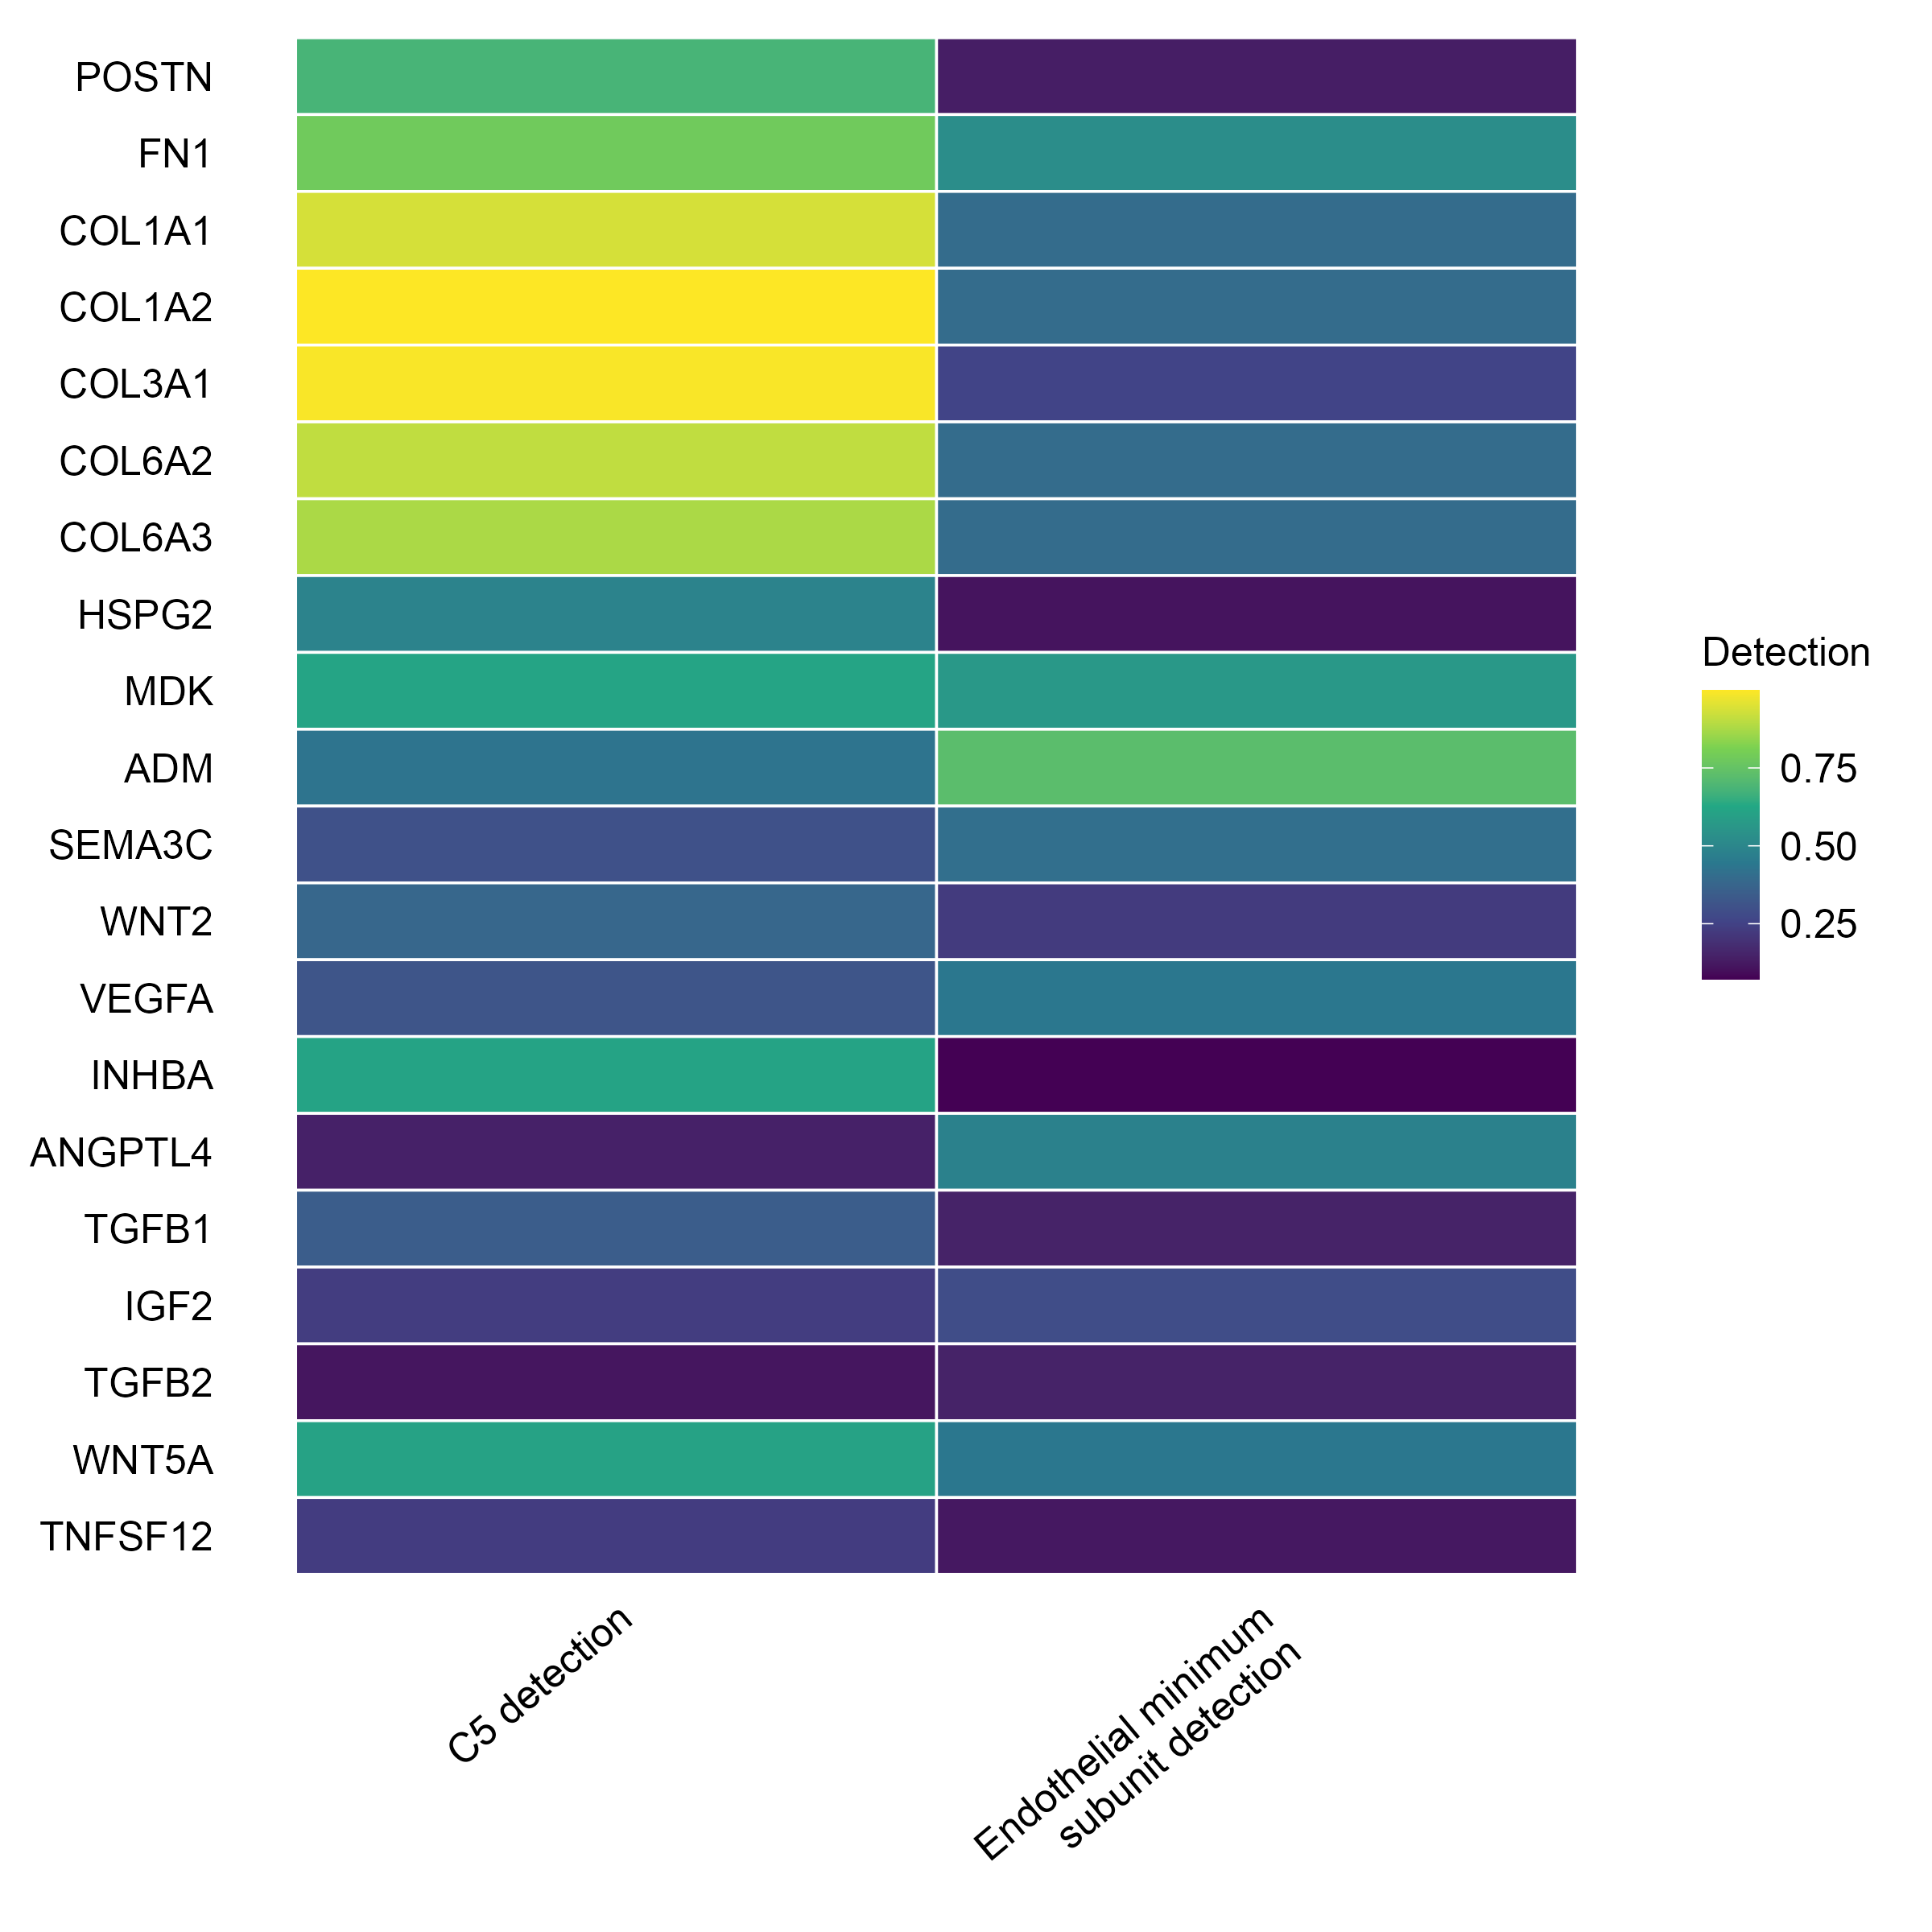 POSTN
FN1
COL1A1
COL1A2
COL3A1
COL6A2
COL6A3
HSPG2
MDK
ADM
SEMA3C
WNT2
VEGFA
INHBA
ANGPTL4
TGFB1
IGF2
TGFB2
WNT5A
TNFSF12
C5 detection
Endothelial minimum
subunit detection
Detection
0.75
0.50
0.25